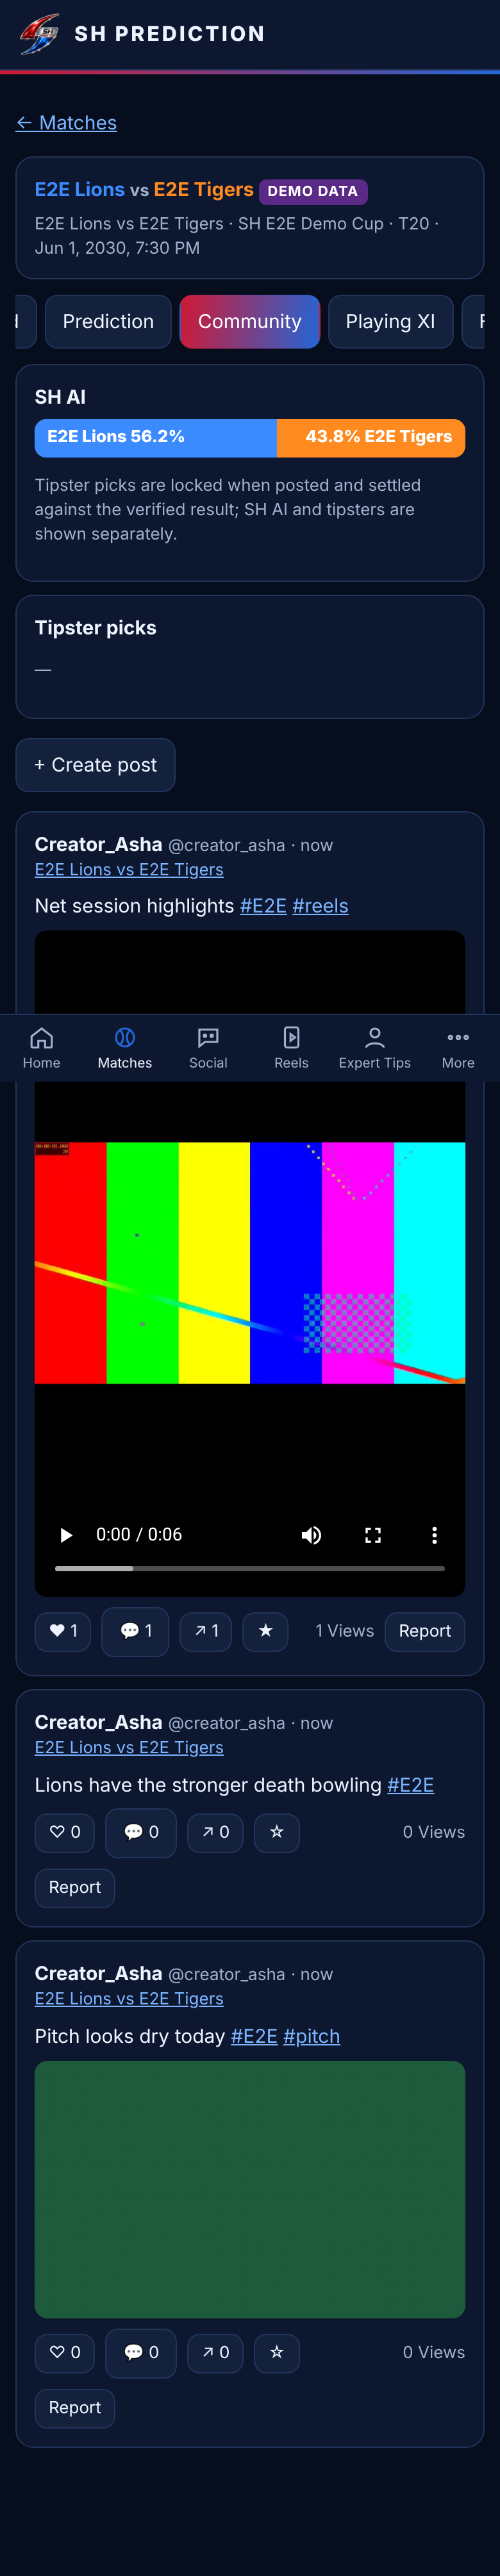 SH PREDICTION
← Matches
E2E Lions vs E2E Tigers DEMO DATA
E2E Lions vs E2E Tigers · SH E2E Demo Cup · T20 ·
Jun 1, 2030, 7:30 PM
Prediction Community Playing XI
SH AI
E2E Lions 56.2% 43.8% E2E Tigers
Tipster picks are locked when posted and settled
against the verified result; SH AI and tipsters are
shown separately.
Tipster picks
—
+ Create post
Creator_Asha @creator_asha · now
E2E Lions vs E2E Tigers
Net session highlights #E2E #reels
Home Matches Social Reels Expert Tips More
0:00 / 0:06
♥ 1 💬 1 ↗ 1 ★ 1 Views Report
Creator_Asha @creator_asha · now
E2E Lions vs E2E Tigers
Lions have the stronger death bowling #E2E
♡ 0 💬 0 ↗ 0 ☆ 0 Views
Report
Creator_Asha @creator_asha · now
E2E Lions vs E2E Tigers
Pitch looks dry today #E2E #pitch
♡ 0 💬 0 ↗ 0 ☆ 0 Views
Report